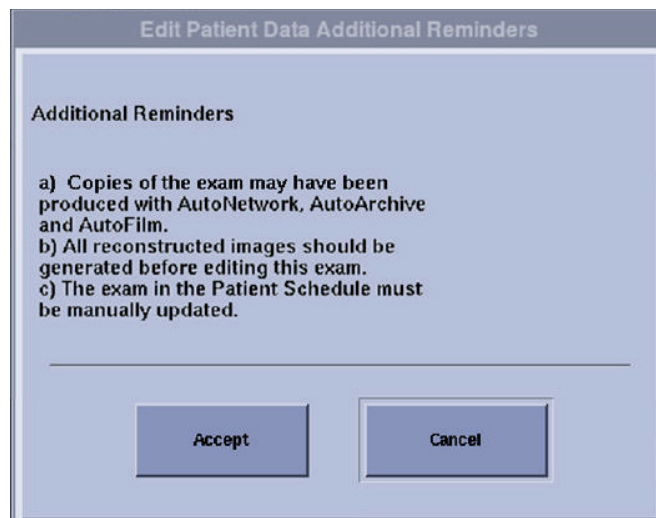 Edit Patient Data Additional Reminders
Additional Reminders
a) Copies of the exam may have been
produced with AutoNetwork, AutoArchive
and AutoFilm.
b) All reconstructed images should be
generated before editing this exam.
c) The exam in the Patient Schedule must
be manually updated.
Accept
Cancel